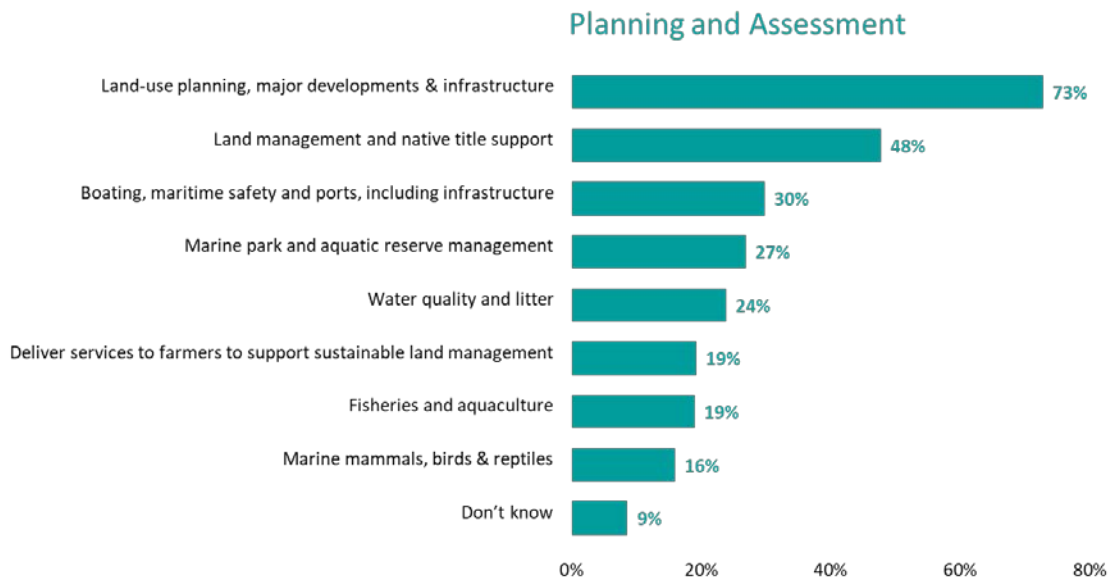 Planning and Assessment
Land-use planning, major developments & infrastructure 73%
Land management and native title support 48%
Boating, maritime safety and ports, including infrastructure 30%
Marine park and aquatic reserve management 27%
Water quality and litter 24%
Deliver services to farmers to support sustainable land management 19%
Fisheries and aquaculture 19%
Marine mammals, birds & reptiles 16%
Don’t know 9%
0% 20% 40% 60% 80%